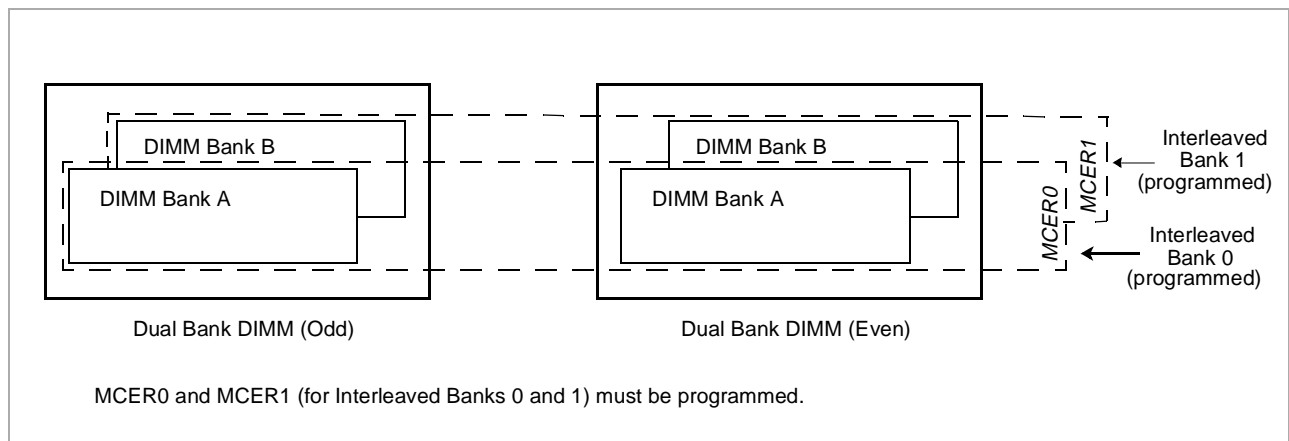 DIMM Bank B
DIMM Bank A
DIMM Bank B
DIMM Bank A
MCER0
MCER1
Interleaved
Bank 1
(programmed)
Interleaved
Bank 0
(programmed)
Dual Bank DIMM (Odd)
Dual Bank DIMM (Even)
MCER0 and MCER1 (for Interleaved Banks 0 and 1) must be programmed.